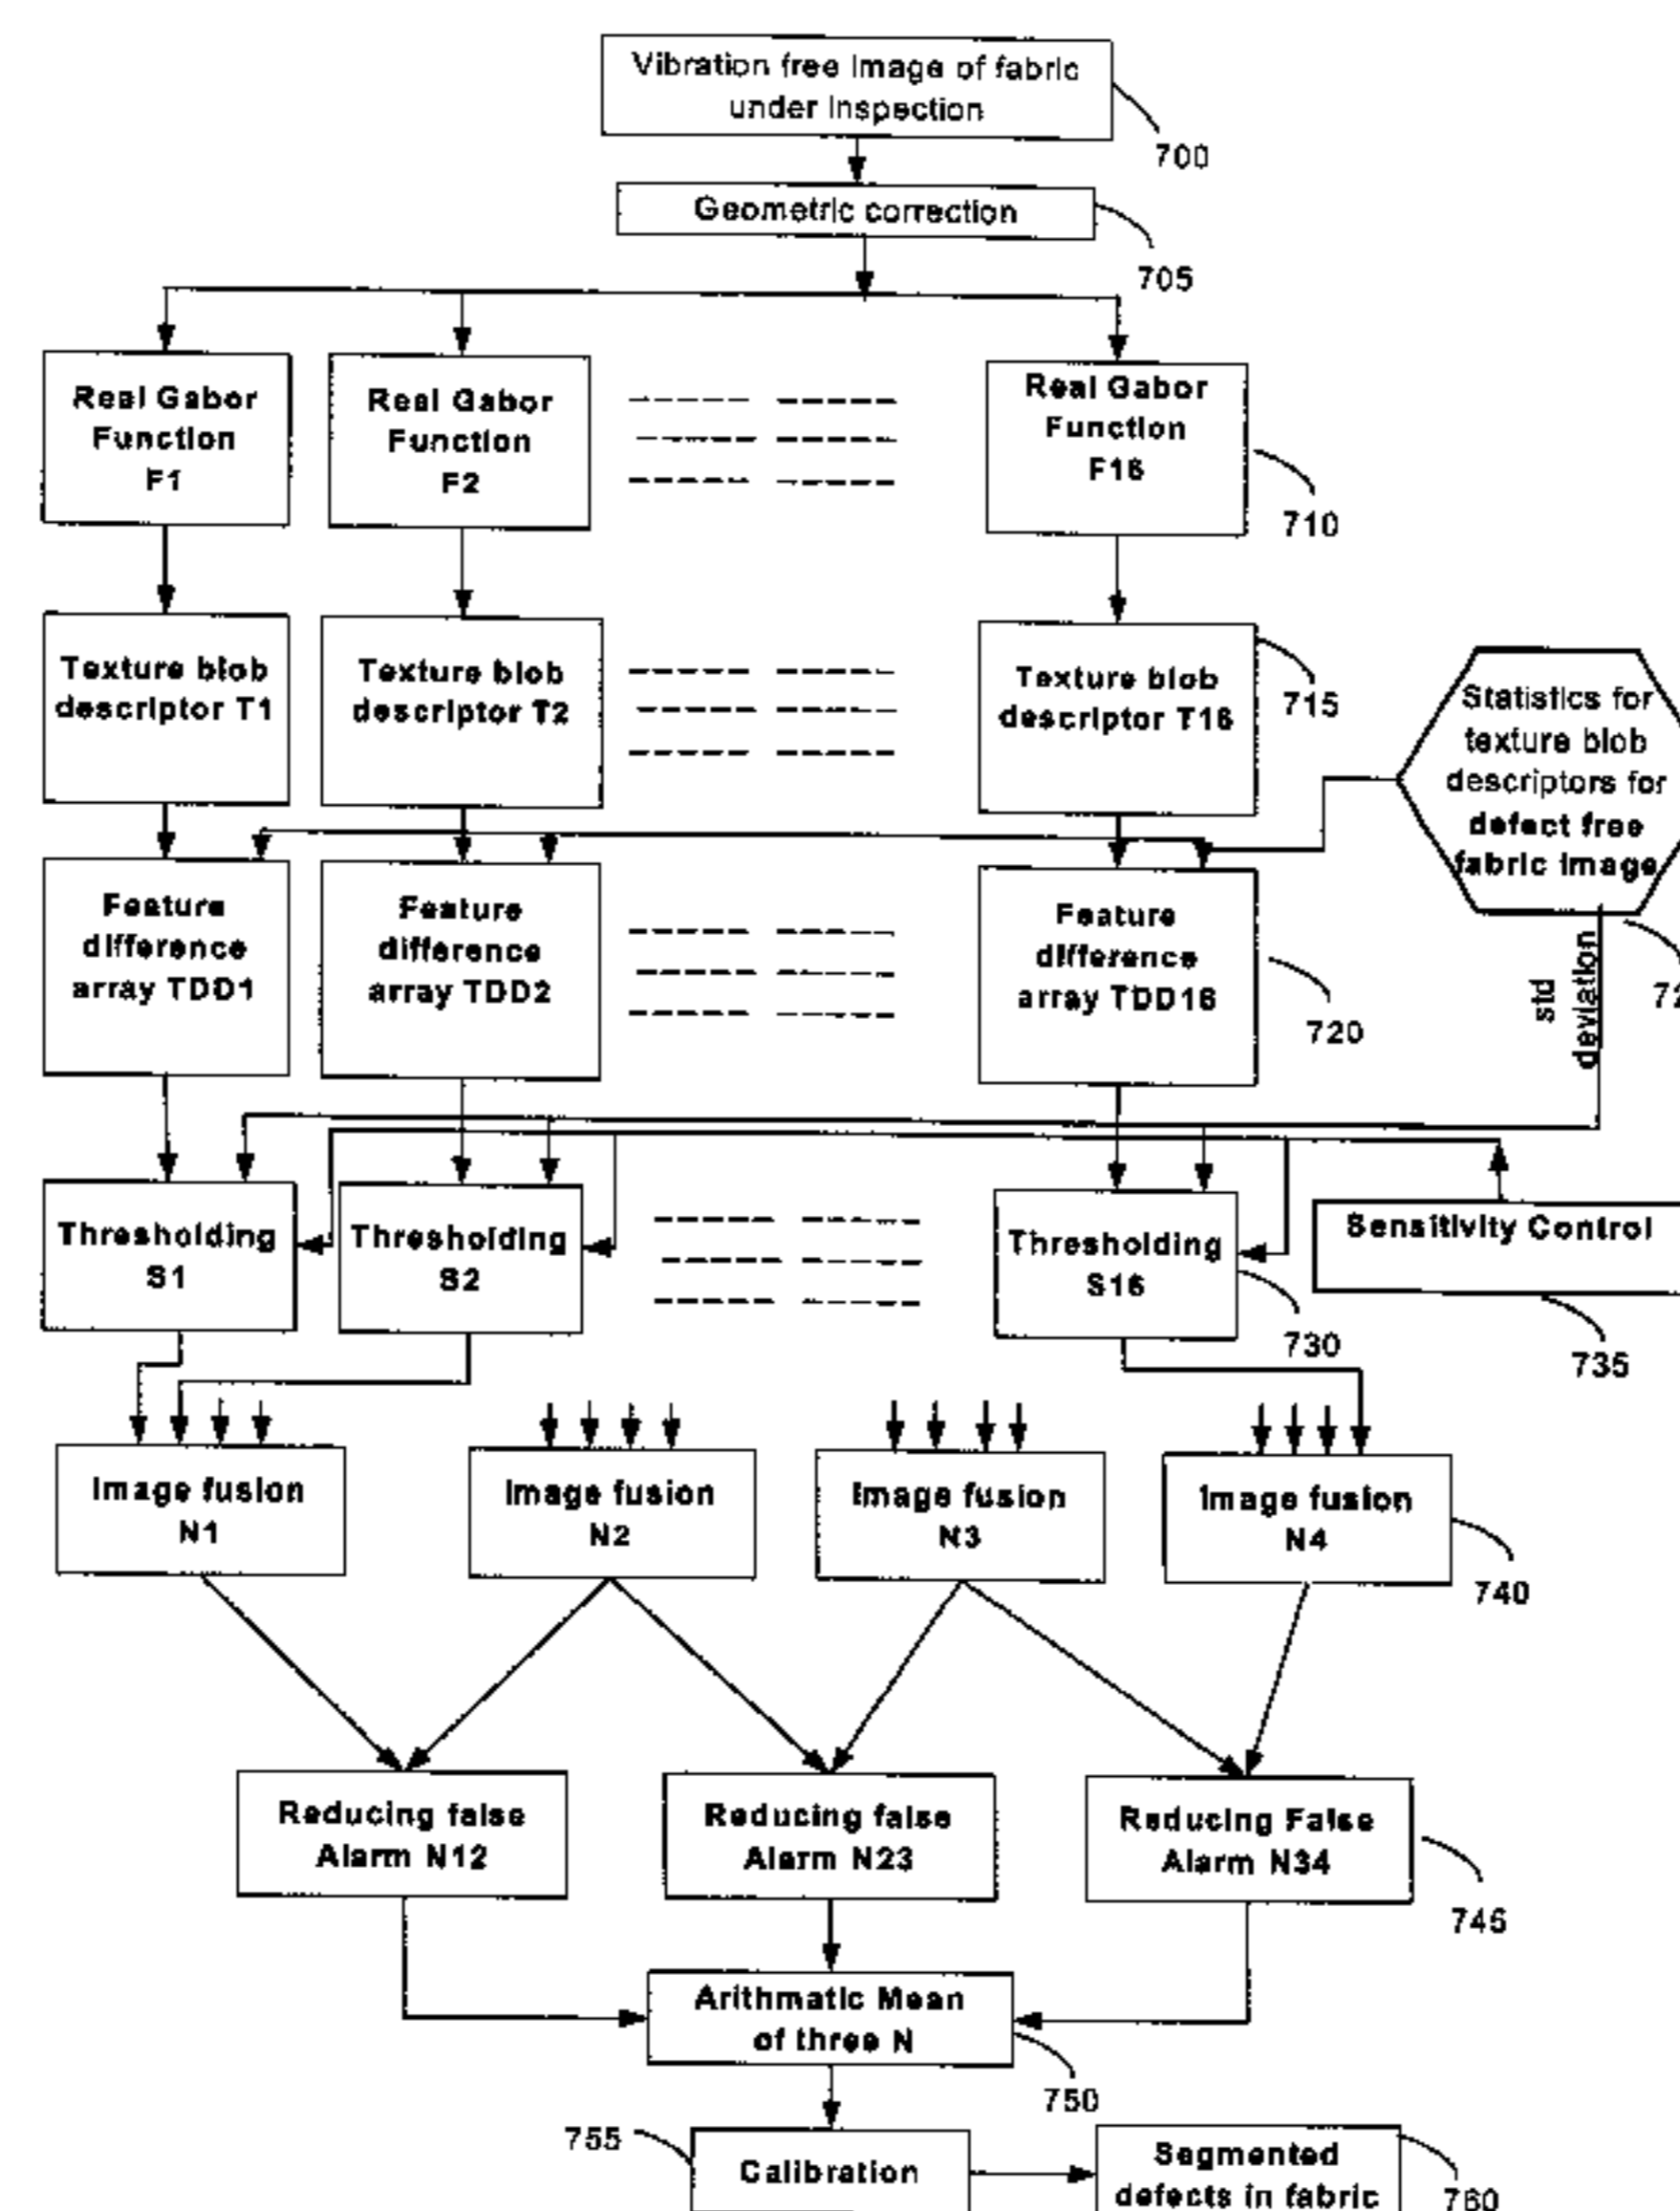 Vibration free Image of fabric
under Inspection
700
Geometric correction
705
Real Gabor
Function
F1
Real Gabor
Function
F2
Real Gabor
Function
F16
710
Texture blob
descriptor T1
Texture blob
descriptor T2
Texture blob
descriptor T16
715
Statistics for
texture blob
descriptors for
defect free
fabric image
Feature
difference
array TDD1
Feature
difference
array TDD2
Feature
difference
array TDD16
720
std
deviation
Thresholding
S1
Thresholding
S2
Thresholding
S16
730
Sensitivity Control
735
Image fusion
N1
Image fusion
N2
Image fusion
N3
Image fusion
N4
740
Reducing false
Alarm N12
Reducing false
Alarm N23
Reducing False
Alarm N34
745
Arithmatic Mean
of three N
750
755
Calibration
Segmented
defects in fabric
760